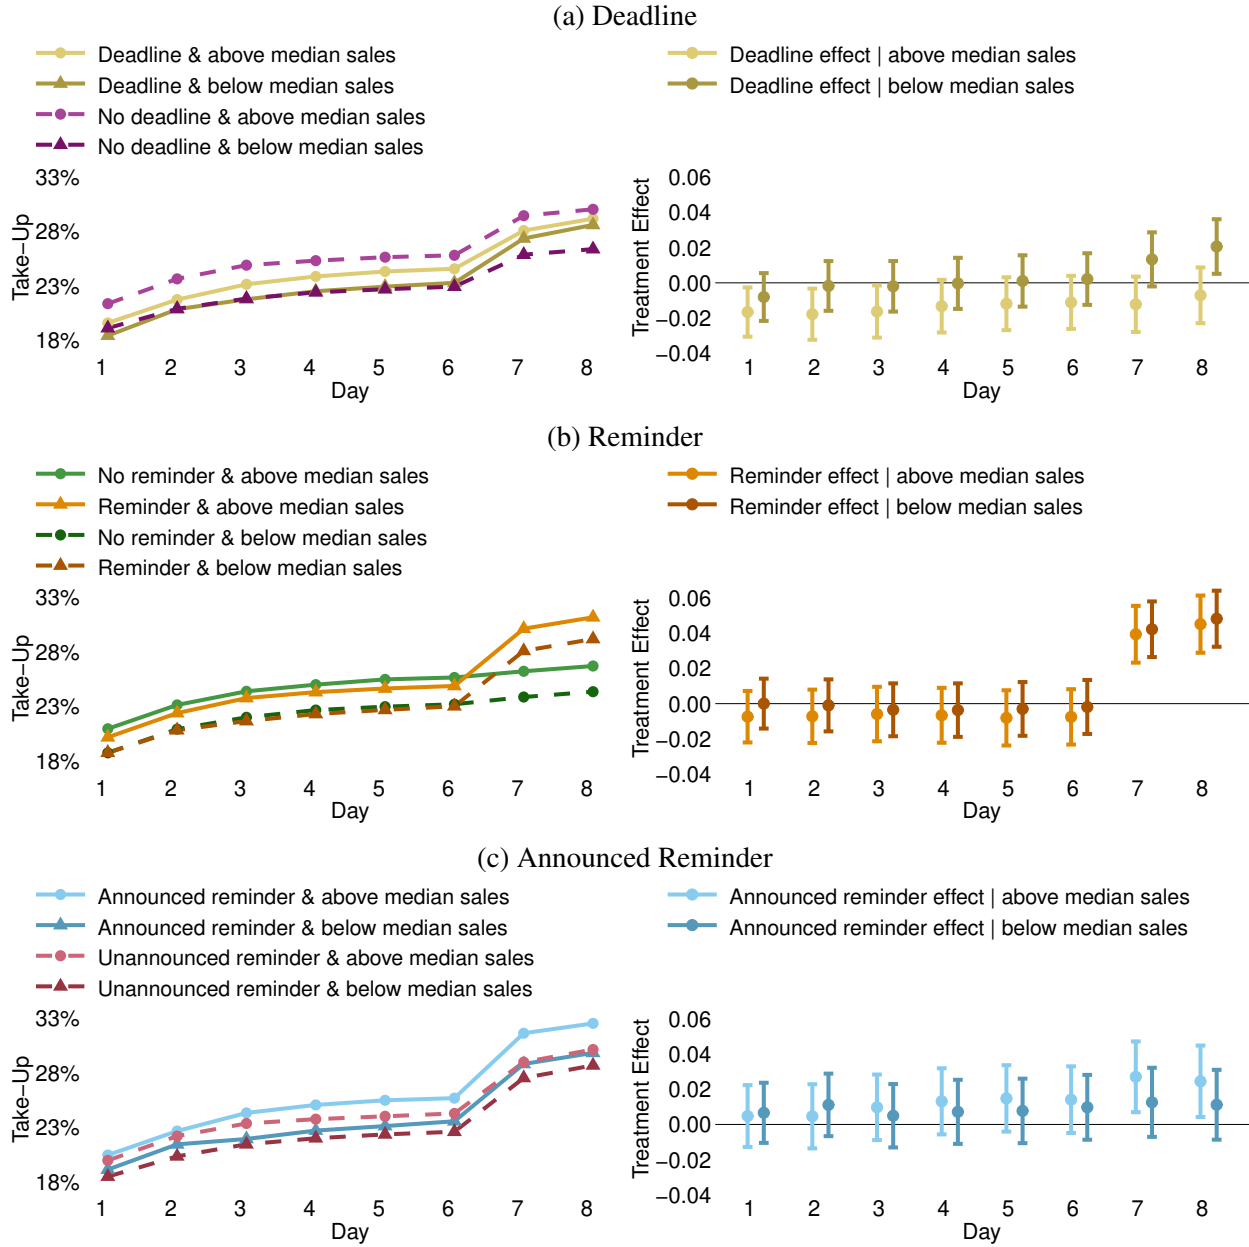 (a) Deadline
Deadline & above median sales
Deadline & below median sales
No deadline & above median sales
No deadline & below median sales
33%
28%
23%
18%
Take−Up
1 2 3 4 5 6 7 8
Day
Deadline effect | above median sales
Deadline effect | below median sales
0.06
0.04
0.02
0.00
−0.02
−0.04
Treatment Effect
1 2 3 4 5 6 7 8
Day
(b) Reminder
No reminder & above median sales
Reminder & above median sales
No reminder & below median sales
Reminder & below median sales
33%
28%
23%
18%
Take−Up
1 2 3 4 5 6 7 8
Day
Reminder effect | above median sales
Reminder effect | below median sales
0.06
0.04
0.02
0.00
−0.02
−0.04
Treatment Effect
1 2 3 4 5 6 7 8
Day
(c) Announced Reminder
Announced reminder & above median sales
Announced reminder & below median sales
Unannounced reminder & above median sales
Unannounced reminder & below median sales
33%
28%
23%
18%
Take−Up
1 2 3 4 5 6 7 8
Day
Announced reminder effect | above median sales
Announced reminder effect | below median sales
0.06
0.04
0.02
0.00
−0.02
−0.04
Treatment Effect
1 2 3 4 5 6 7 8
Day